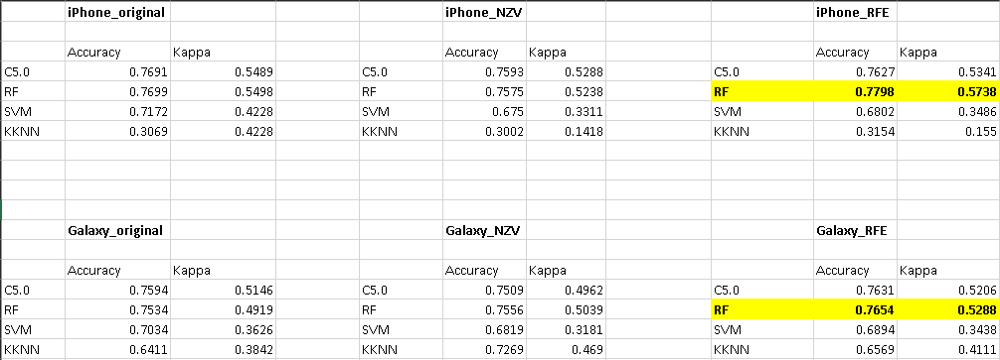 iPhone_original iPhone_NZV iPhone_RFE
Accuracy Kappa Accuracy Kappa Accuracy Kappa
C5.0 0.7691 0.5489 C5.0 0.7593 0.5288 C5.0 0.7627 0.5341
RF 0.7699 0.5498 RF 0.7575 0.5238 RF 0.7798 0.5738
SVM 0.7172 0.4228 SVM 0.675 0.3311 SVM 0.6802 0.3486
KKNN 0.3069 0.4228 KKNN 0.3002 0.1418 KKNN 0.3154 0.155
Galaxy_original Galaxy_NZV Galaxy_RFE
Accuracy Kappa Accuracy Kappa Accuracy Kappa
C5.0 0.7594 0.5146 C5.0 0.7509 0.4962 C5.0 0.7631 0.5206
RF 0.7534 0.4919 RF 0.7556 0.5039 RF 0.7654 0.5288
SVM 0.7034 0.3626 SVM 0.6819 0.3181 SVM 0.6894 0.3438
KKNN 0.6411 0.3842 KKNN 0.7269 0.469 KKNN 0.6569 0.4111